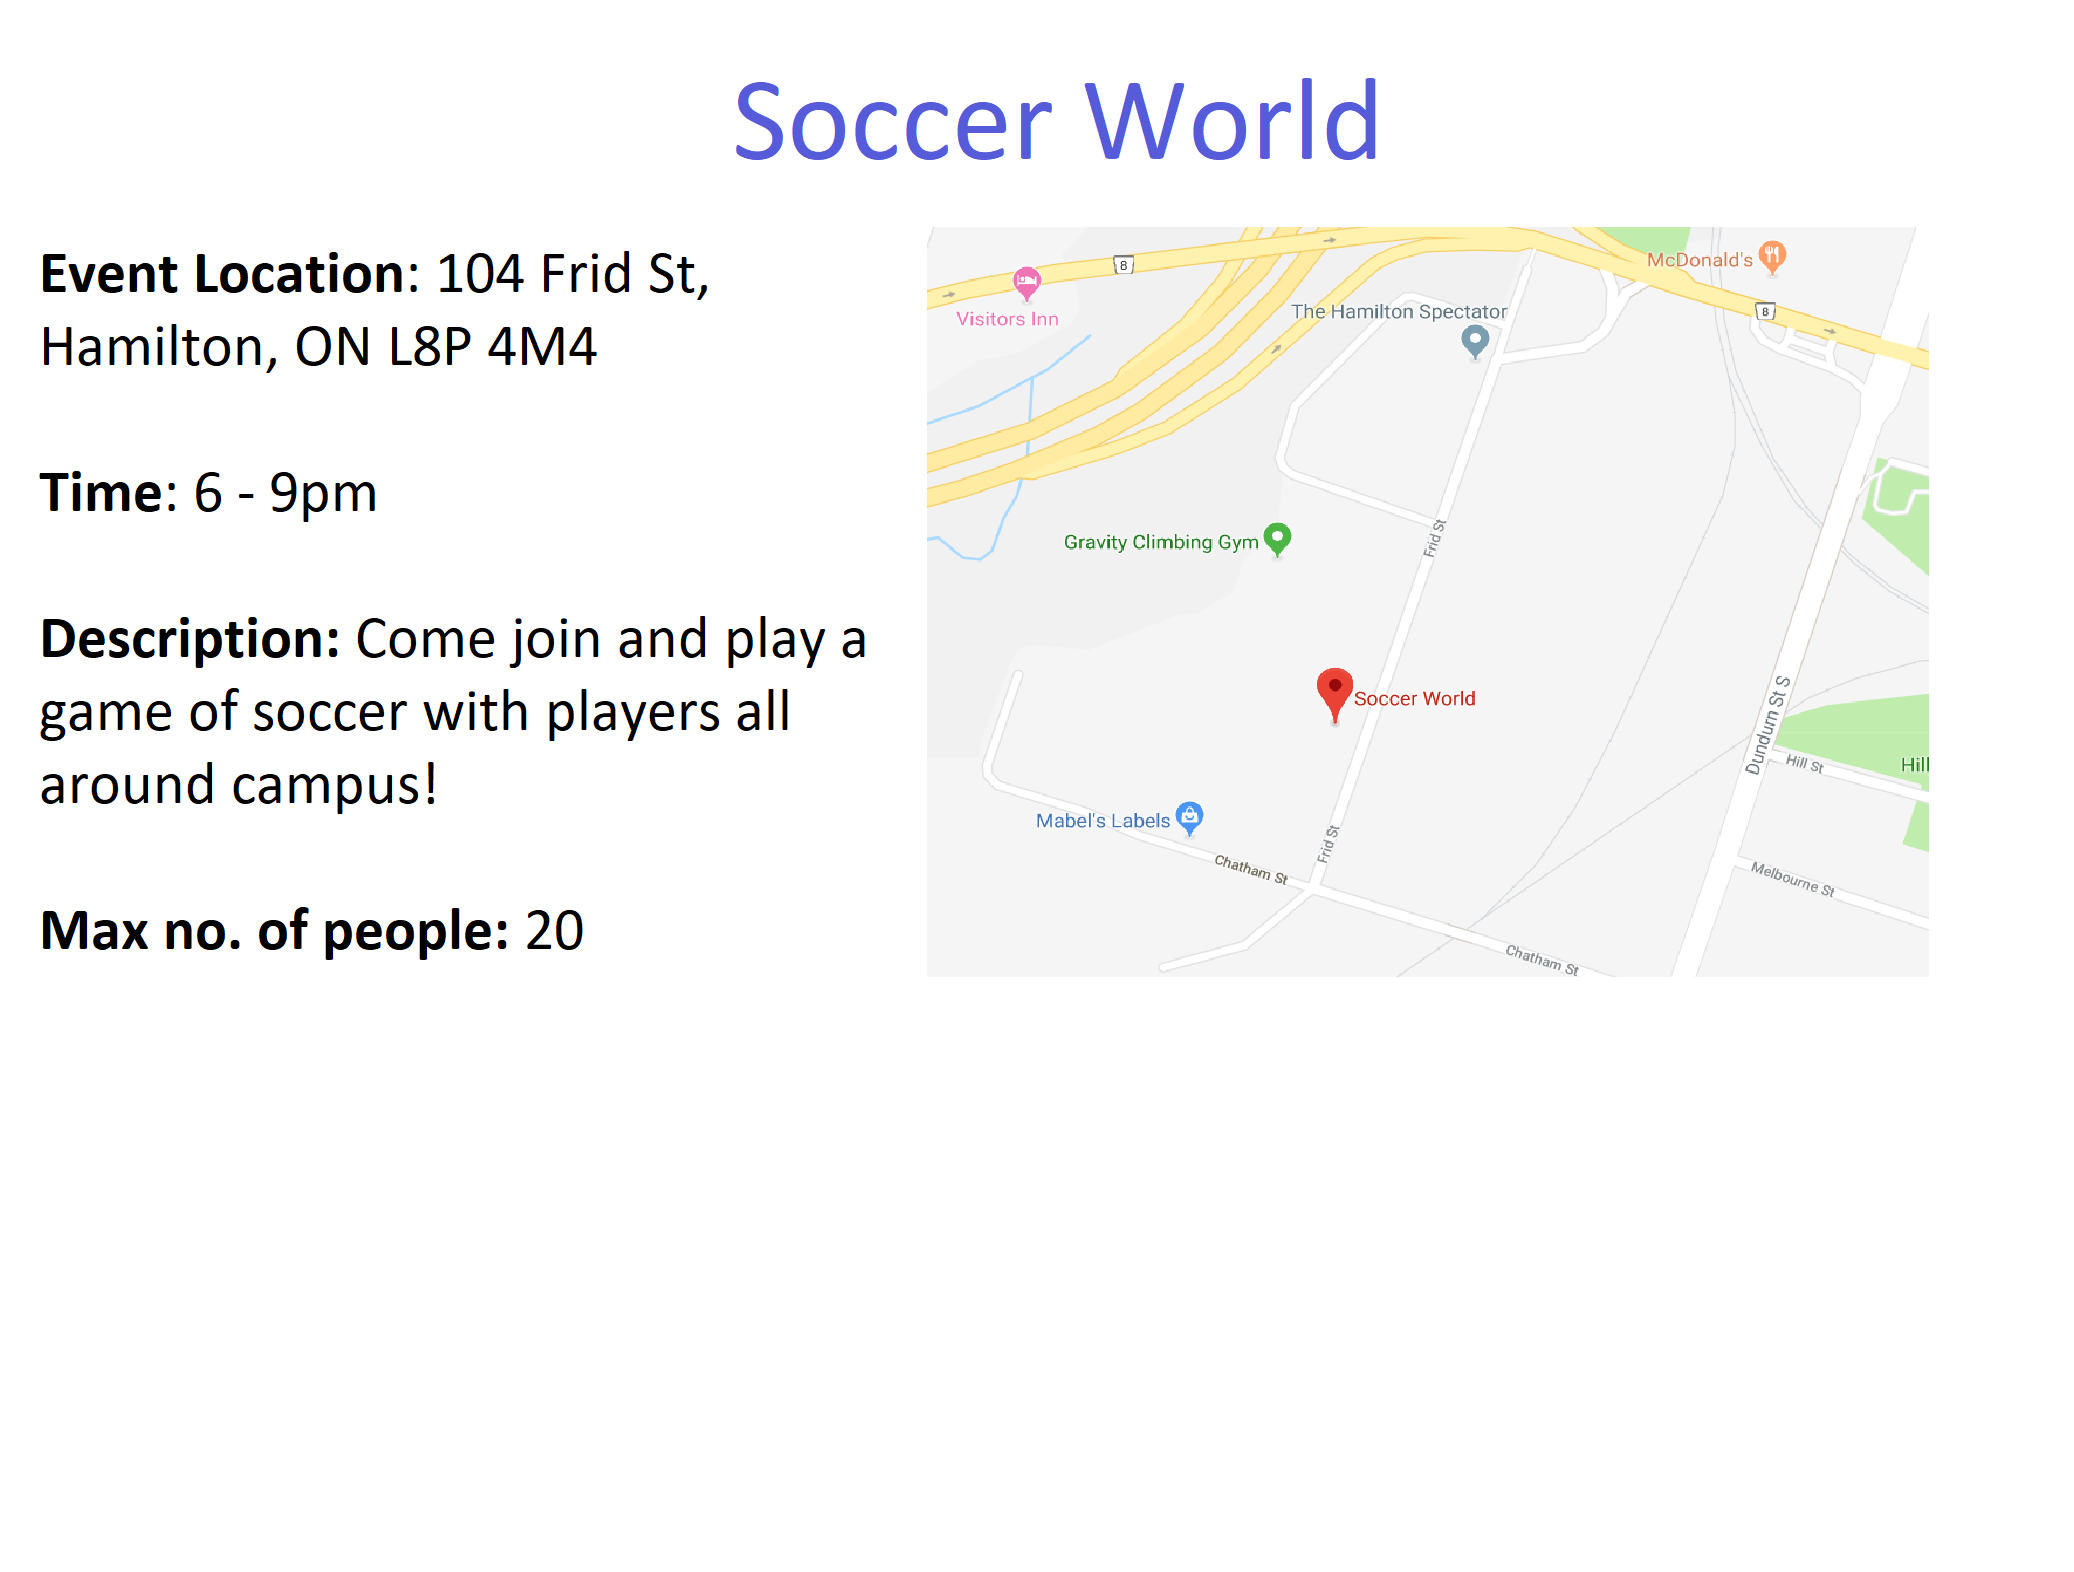 Soccer World
Event Location: 104 Frid St,
Hamilton, ON L8P 4M4
Time: 6 - 9pm
Description: Come join and play a
game of soccer with players all
around campus!
Max no. of people: 20
8
McDonald's
Visitors Inn
The Hamilton Spectator
8
Gravity Climbing Gym
Frid St
Soccer World
Dundurn St S
Hill St
Hill
Mabel's Labels
Frid St
Chatham St
Melbourne St
Chatham St